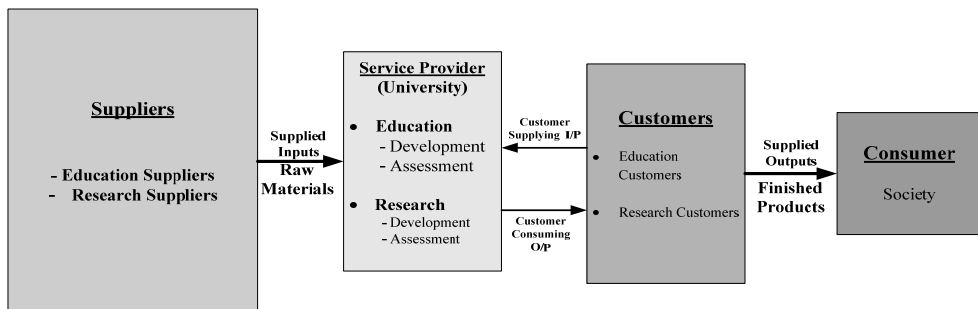 Suppliers
- Education Suppliers
- Research Suppliers
Supplied
Inputs
Raw
Materials
Service Provider
(University)
• Education
- Development
- Assessment
• Research
- Development
- Assessment
Customer
Supplying I/P
Customer
Consuming
O/P
Customers
• Education
Customers
• Research Customers
Supplied
Outputs
Finished
Products
Consumer
Society